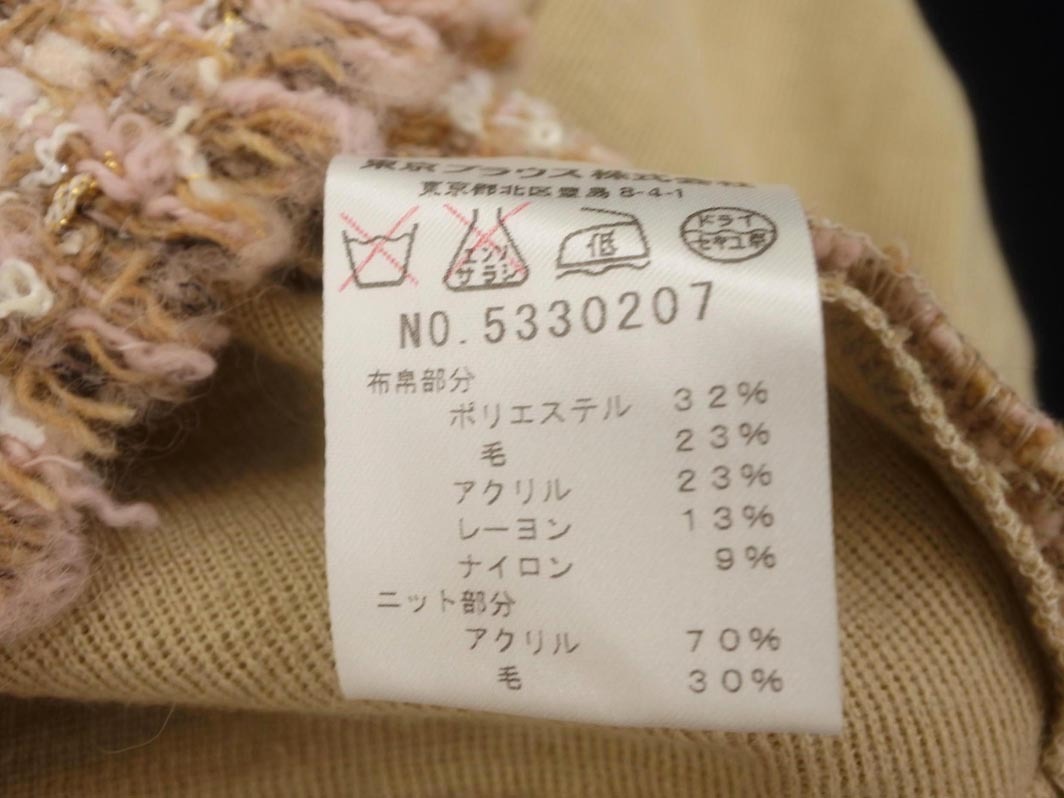 東京ブラウス株式会社
東京都北区豊島8-4-1
エンソ
サラシ
低
ドライ
セキユ系
NO.5330207
布帛部分
ポリエステル 32%
毛 23%
アクリル 23%
レーヨン 13%
ナイロン 9%
ニット部分
アクリル 70%
毛 30%